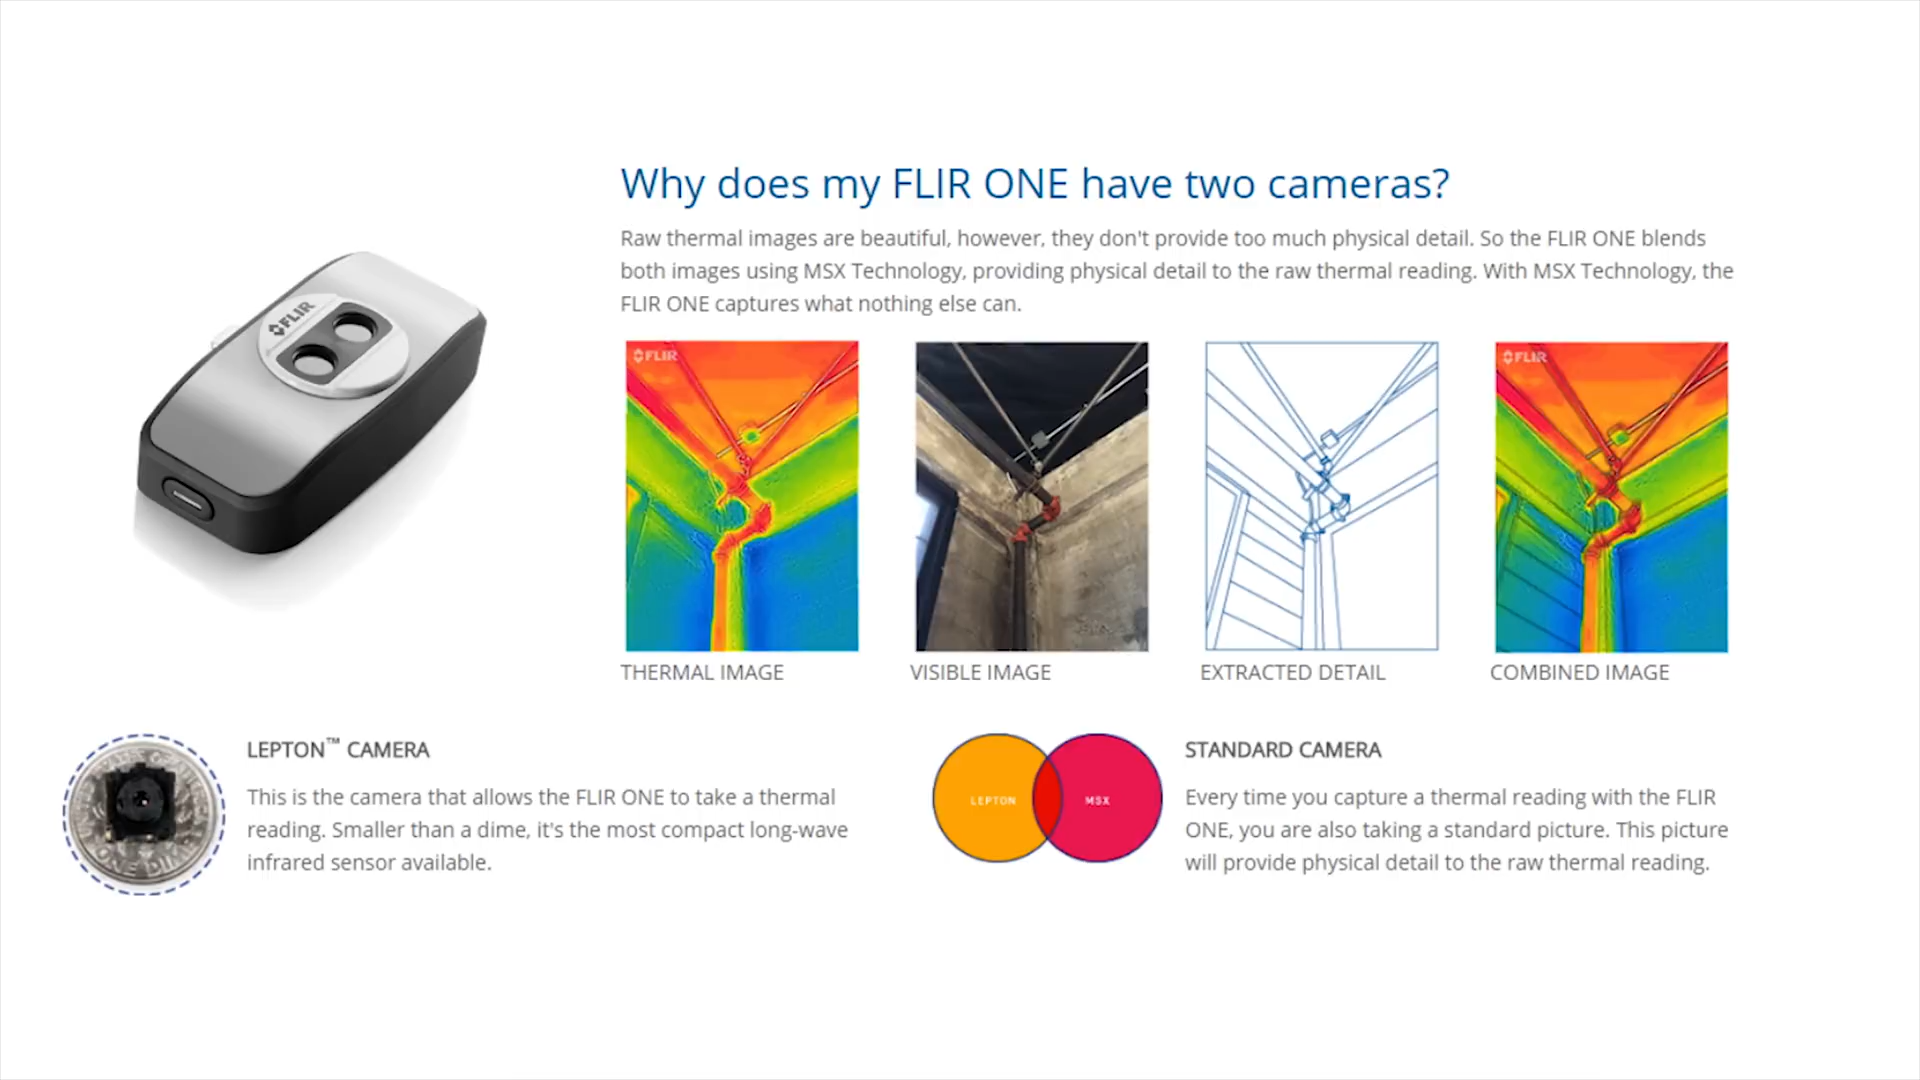 Why does my FLIR ONE have two cameras?
Raw thermal images are beautiful, however, they don't provide too much physical detail. So the FLIR ONE blends
both images using MSX Technology, providing physical detail to the raw thermal reading. With MSX Technology, the
FLIR ONE captures what nothing else can.
FLIR
FLIR
FLIR
THERMAL IMAGE
VISIBLE IMAGE
EXTRACTED DETAIL
COMBINED IMAGE
LEPTON™ CAMERA
This is the camera that allows the FLIR ONE to take a thermal
reading. Smaller than a dime, it's the most compact long-wave
infrared sensor available.
ONE DIME
LEPTON
MSX
STANDARD CAMERA
Every time you capture a thermal reading with the FLIR
ONE, you are also taking a standard picture. This picture
will provide physical detail to the raw thermal reading.